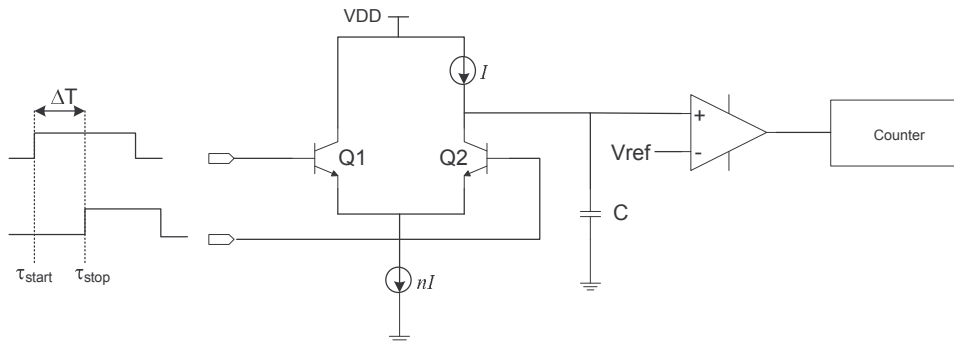 VDD
I
ΔT
Q1
Q2
+
Vref
-
Counter
C
τstart
τstop
nI